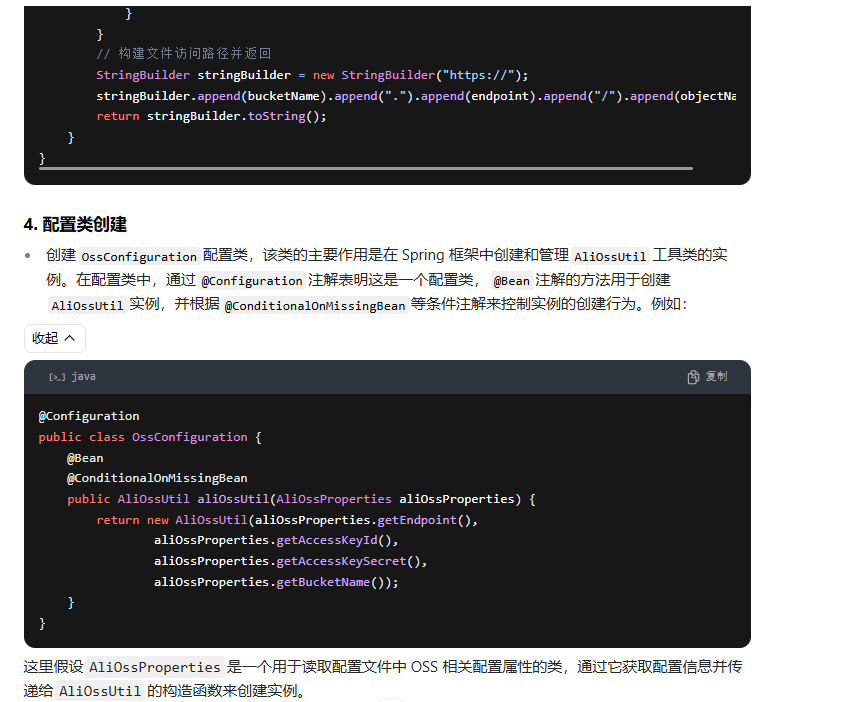 }
}
// 构建文件访问路径并返回
StringBuilder stringBuilder = new StringBuilder("https://");
stringBuilder.append(bucketName).append(".").append(endpoint).append("/").append(objectNa
return stringBuilder.toString();
}
}
4. 配置类创建
• 创建 OssConfiguration 配置类，该类的主要作用是在 Spring 框架中创建和管理 AliOssUtil 工具类的实
例。在配置类中，通过 @Configuration 注解表明这是一个配置类， @Bean 注解的方法用于创建
AliOssUtil 实例，并根据 @ConditionalOnMissingBean 等条件注解来控制实例的创建行为。例如：
收起
java 复制
@Configuration
public class OssConfiguration {
@Bean
@ConditionalOnMissingBean
public AliOssUtil aliOssUtil(AliOssProperties aliOssProperties) {
return new AliOssUtil(aliOssProperties.getEndpoint(),
aliOssProperties.getAccessKeyId(),
aliOssProperties.getAccessKeySecret(),
aliOssProperties.getBucketName());
}
}
这里假设 AliOssProperties 是一个用于读取配置文件中 OSS 相关配置属性的类，通过它获取配置信息并传
递给 AliOssUtil 的构造函数来创建实例。